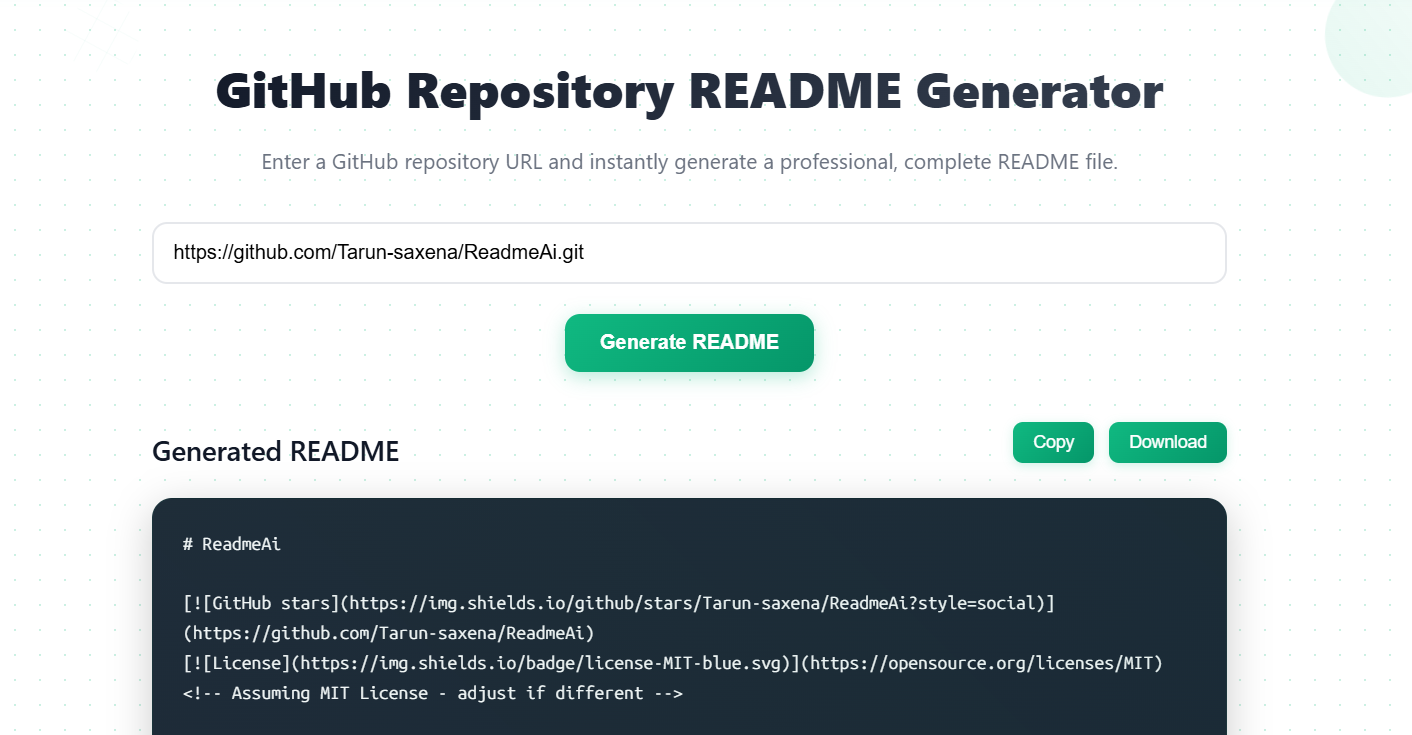 GitHub Repository README Generator
Enter a GitHub repository URL and instantly generate a professional, complete README file.
https://github.com/Tarun-saxena/ReadmeAi.git
Generate README
Generated README
Copy
Download
# ReadmeAi
[![GitHub stars](https://img.shields.io/github/stars/Tarun-saxena/ReadmeAi?style=social)]
(https://github.com/Tarun-saxena/ReadmeAi)
[![License](https://img.shields.io/badge/license-MIT-blue.svg)](https://opensource.org/licenses/MIT)
<!-- Assuming MIT License - adjust if different -->